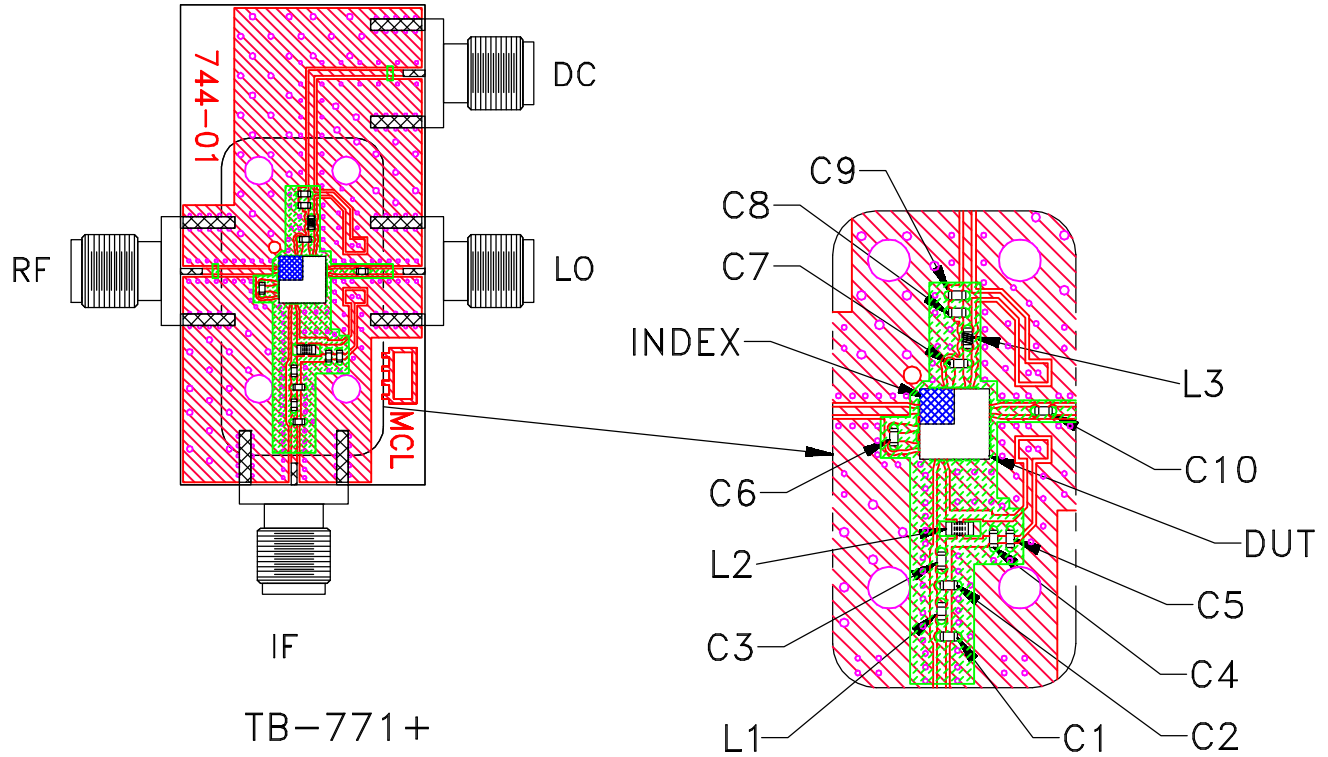 744-01
DC
RF
LO
MCL
IF
TB-771+
C9
C8
C7
INDEX
L3
C6
C10
L2
DUT
C3
C5
C4
L1
C1
C2